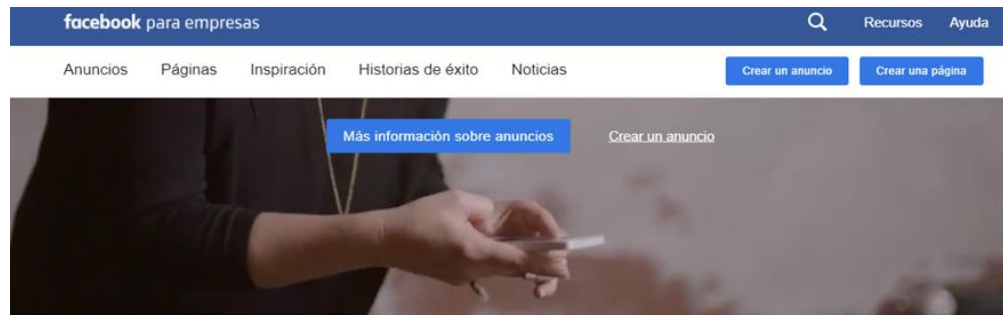 facebook para empresas Recursos Ayuda
Anuncios Páginas Inspiración Historias de éxito Noticias Crear un anuncio Crear una página
Más información sobre anuncios Crear un anuncio